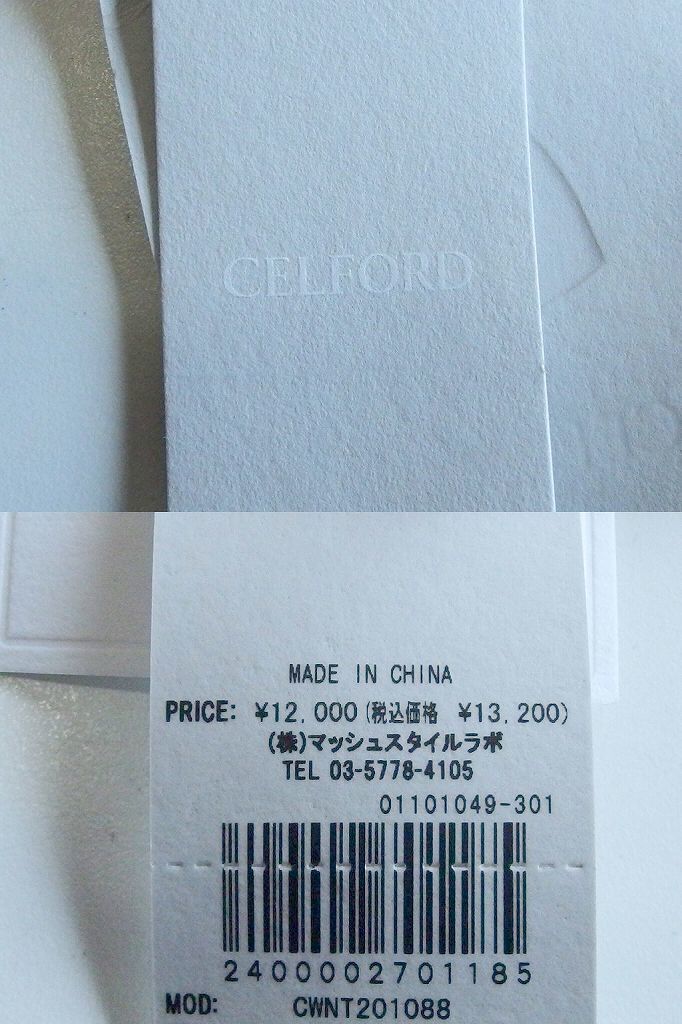 CELFORD
MADE IN CHINA
PRICE: ¥12,000(税込価格 ¥13,200)
(株)マッシュスタイルラボ
TEL 03-5778-4105
01101049-301
2400002701185
MOD: CWNT201088